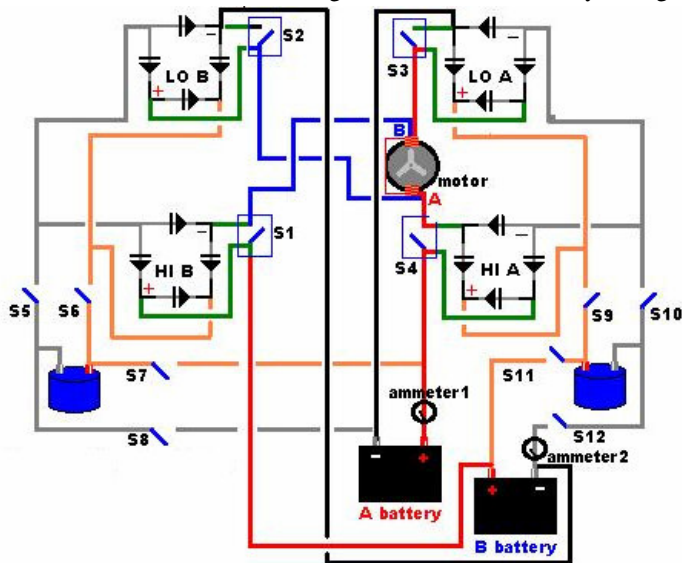 S2
S3
LO B
LO A
+
-
-
+
B
motor
A
S1
S4
HI B
HI A
+
-
-
+
S5
S6
S9
S10
S7
S11
S8
S12
ammeter1
ammeter2
- +
+ -
A battery
B battery